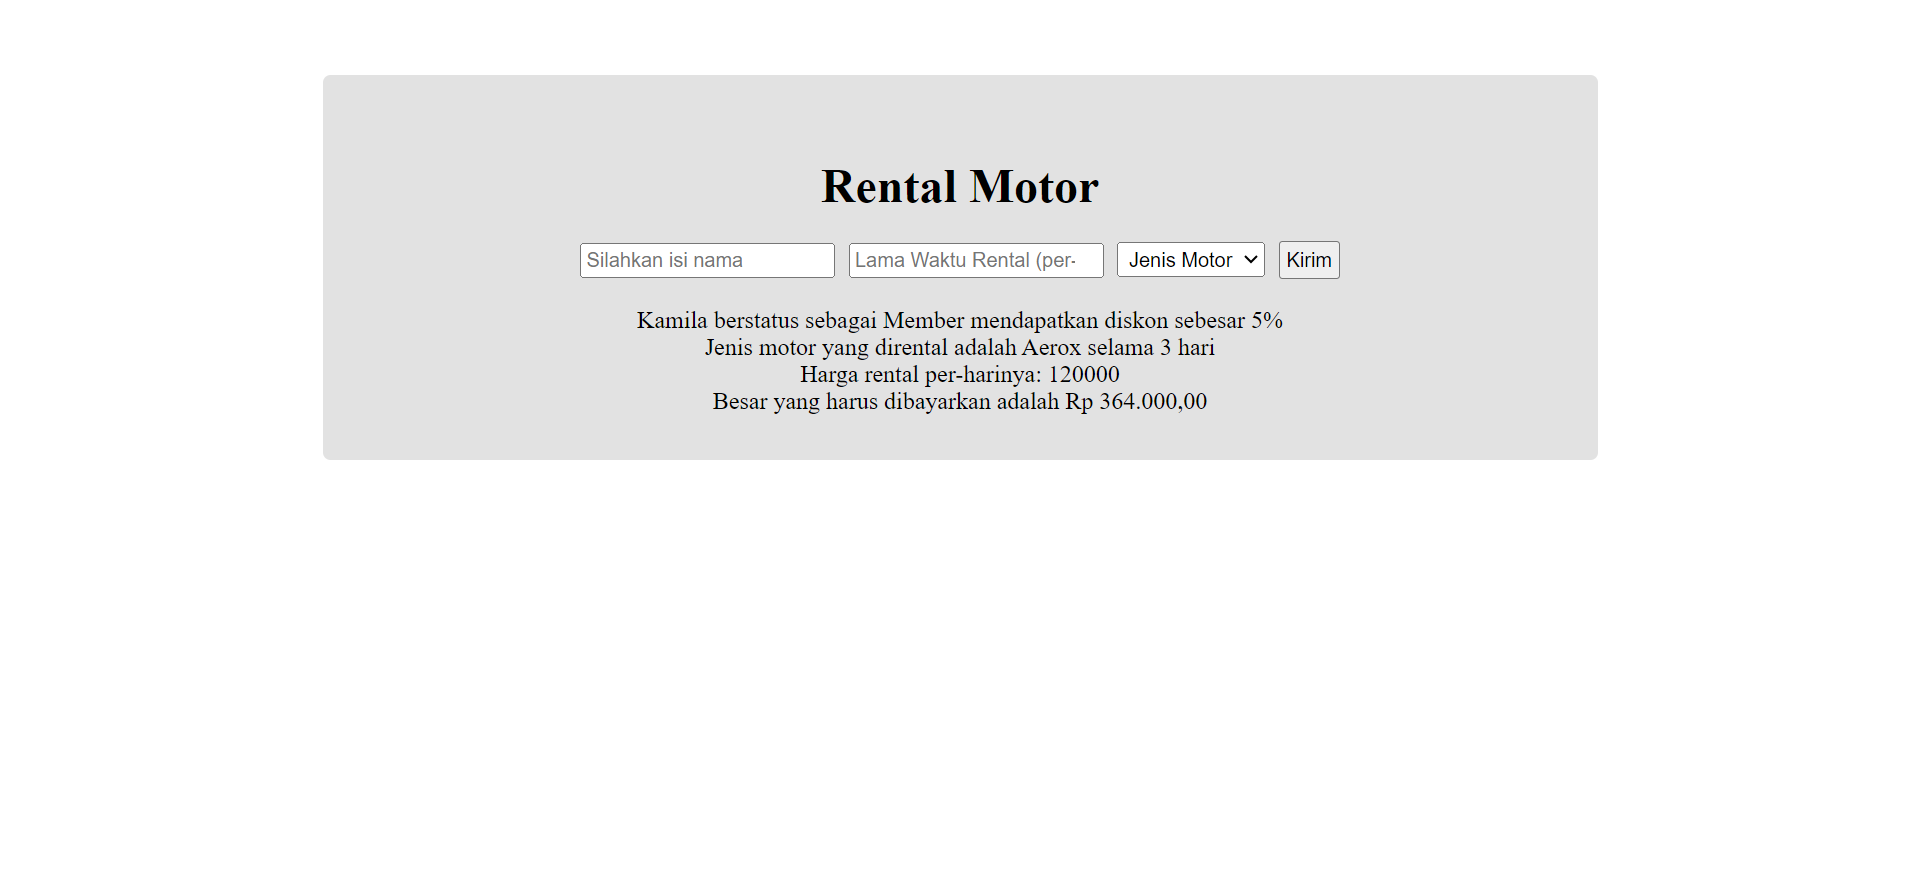 Rental Motor
Silahkan isi nama Lama Waktu Rental (per- Jenis Motor Kirim
Kamila berstatus sebagai Member mendapatkan diskon sebesar 5%
Jenis motor yang dirental adalah Aerox selama 3 hari
Harga rental per-harinya: 120000
Besar yang harus dibayarkan adalah Rp 364.000,00